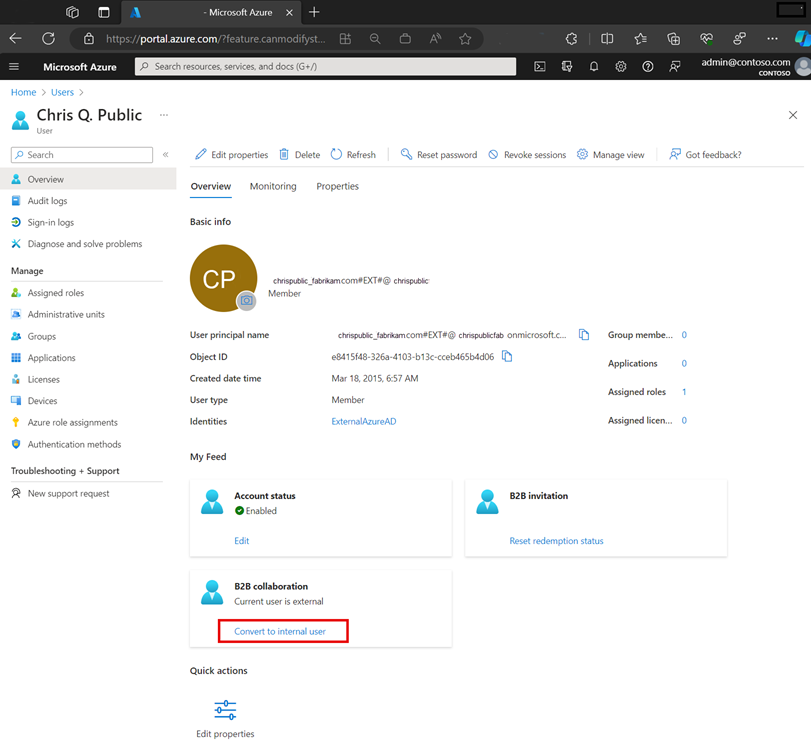 - Microsoft Azure
https://portal.azure.com/?feature.canmodifyst...
Microsoft Azure
Search resources, services, and docs (G+/)
admin@contoso.com
CONTOSO
Home > Users >
Chris Q. Public
User
Search
Overview
Audit logs
Sign-in logs
Diagnose and solve problems
Manage
Assigned roles
Administrative units
Groups
Applications
Licenses
Devices
Azure role assignments
Authentication methods
Troubleshooting + Support
New support request
Edit properties Delete Refresh Reset password Revoke sessions Manage view Got feedback?
Overview Monitoring Properties
Basic info
CP
chrispublic_fabrikam.com#EXT#@ chrispublic
Member
User principal name chrispublic_fabrikam.com#EXT#@ chrispublicfab onmicrosoft.c...
Object ID e8415f48-326a-4103-b13c-cceb465b4d06
Created date time Mar 18, 2015, 6:57 AM
User type Member
Identities ExternalAzureAD
Group membe... 0
Applications 0
Assigned roles 1
Assigned licen... 0
My Feed
Account status
Enabled
Edit
B2B invitation
Reset redemption status
B2B collaboration
Current user is external
Convert to internal user
Quick actions
Edit properties